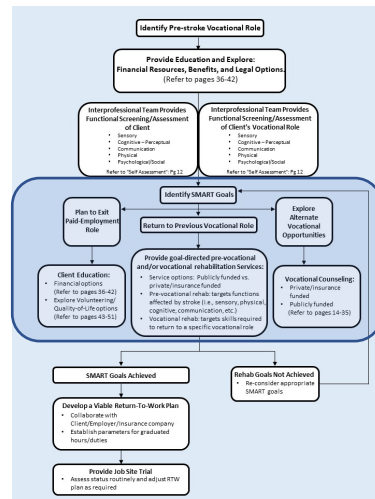 Identify Pre-stroke Vocational Role
Provide Education and Explore:
Financial Resources, Benefits, and Legal Options.
(Refer to pages 36-42)
Interprofessional Team Provides
Functional Screening/Assessment
of Client
• Sensory
• Cognitive – Perceptual
• Communication
• Physical
• Psychological/Social
Refer to "Self Assessment": Pg 12
Interprofessional Team Provides
Functional Screening/Assessment
of Client's Vocational Role
• Sensory
• Cognitive – Perceptual
• Communication
• Physical
• Psychological/Social
Refer to "Self Assessment": Pg 12
Identify SMART Goals
Plan to Exit
Paid-Employment
Role
Return to Previous Vocational Role
Explore
Alternate
Vocational
Opportunities
Client Education:
• Financial options
(Refer to pages 36-42)
• Explore Volunteering/
Quality-of-Life options
(Refer to pages 43-51)
Provide goal-directed pre-vocational
and/or vocational rehabilitation Services:
• Service options: Publicly funded vs.
private/insurance funded
• Pre-vocational rehab: targets functions
affected by stroke (i.e., sensory, physical,
cognitive, communication, etc.)
• Vocational rehab: targets skills required
to return to a specific vocational role
Vocational Counseling:
• Private/insurance
funded
• Publicly funded
(Refer to pages 14-35)
SMART Goals Achieved
Rehab Goals Not Achieved
• Re-consider appropriate
SMART goals
Develop a Viable Return-To-Work Plan
• Collaborate with
Client/Employer/Insurance company
• Establish parameters for graduated
hours/duties
Provide Job Site Trial
• Assess status routinely and adjust RTW
plan as required